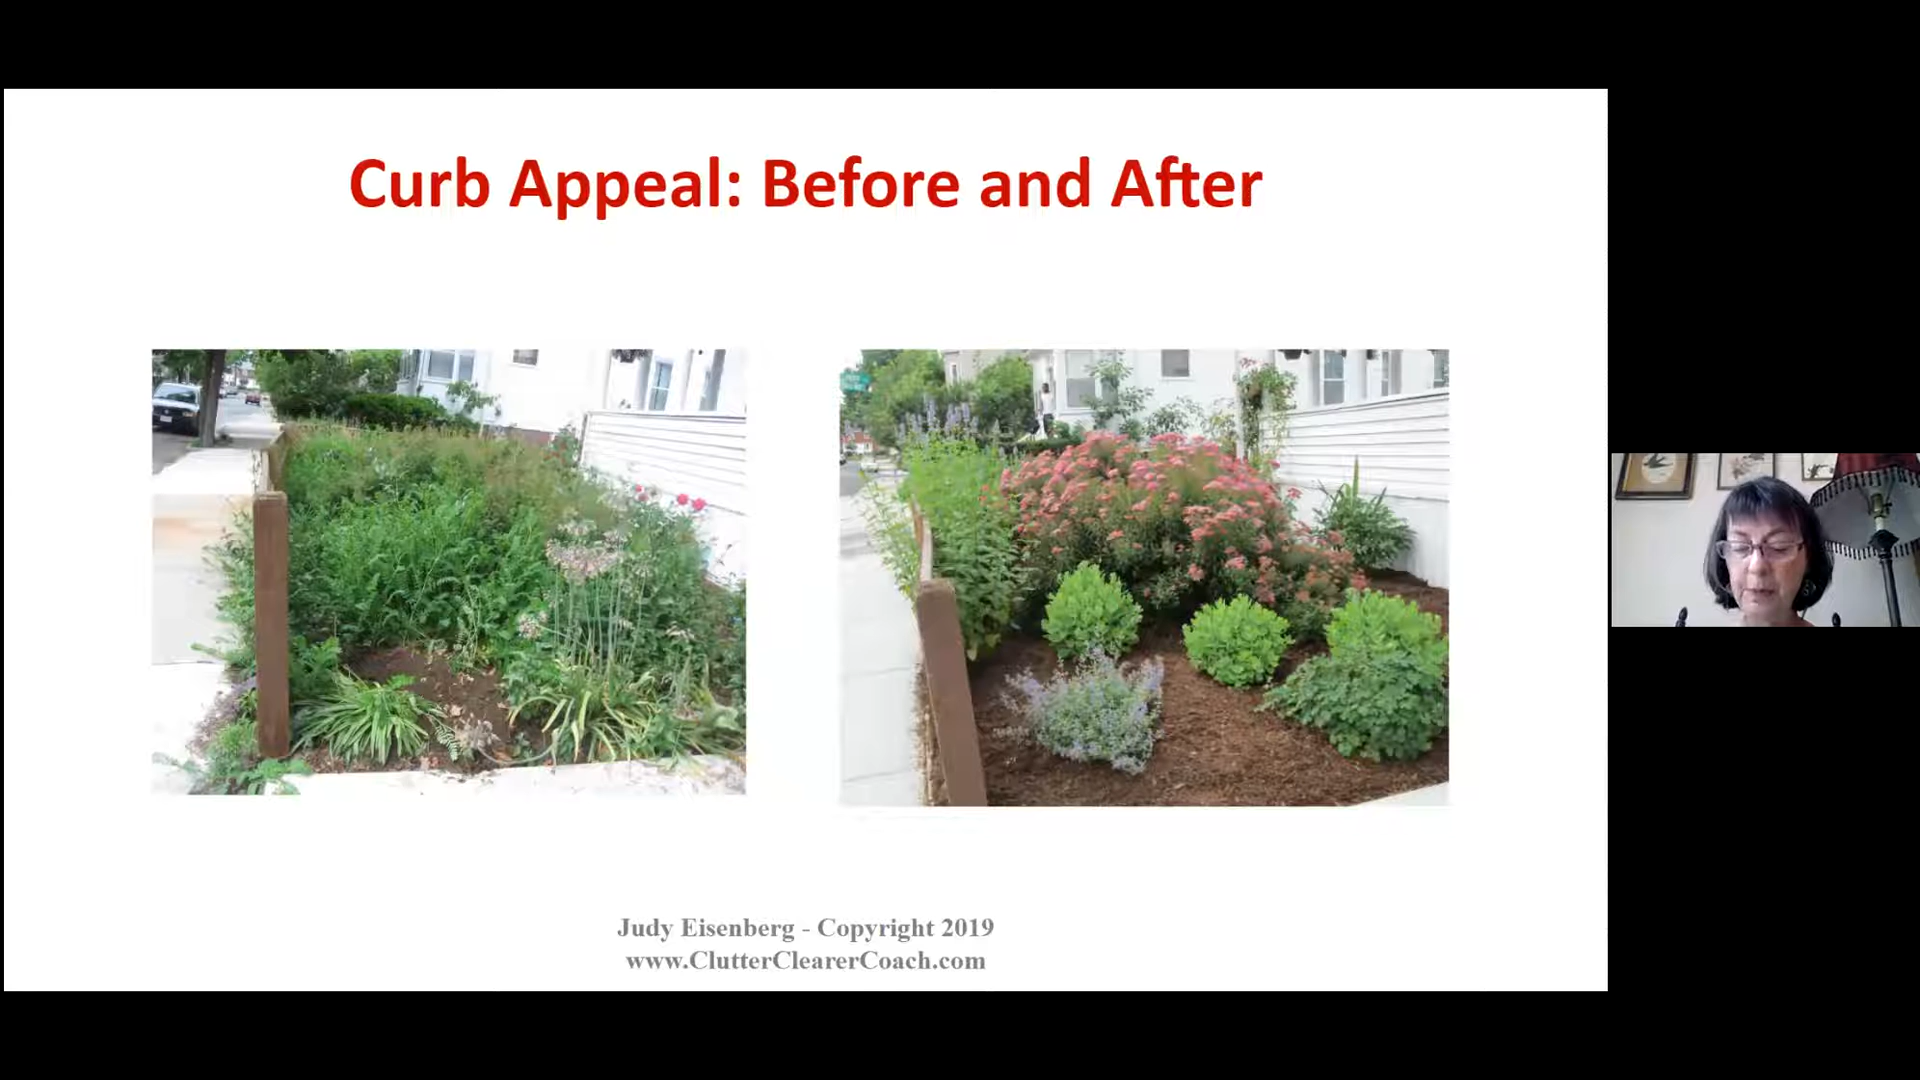 Curb Appeal: Before and After
Judy Eisenberg - Copyright 2019
www.ClutterClearerCoach.com